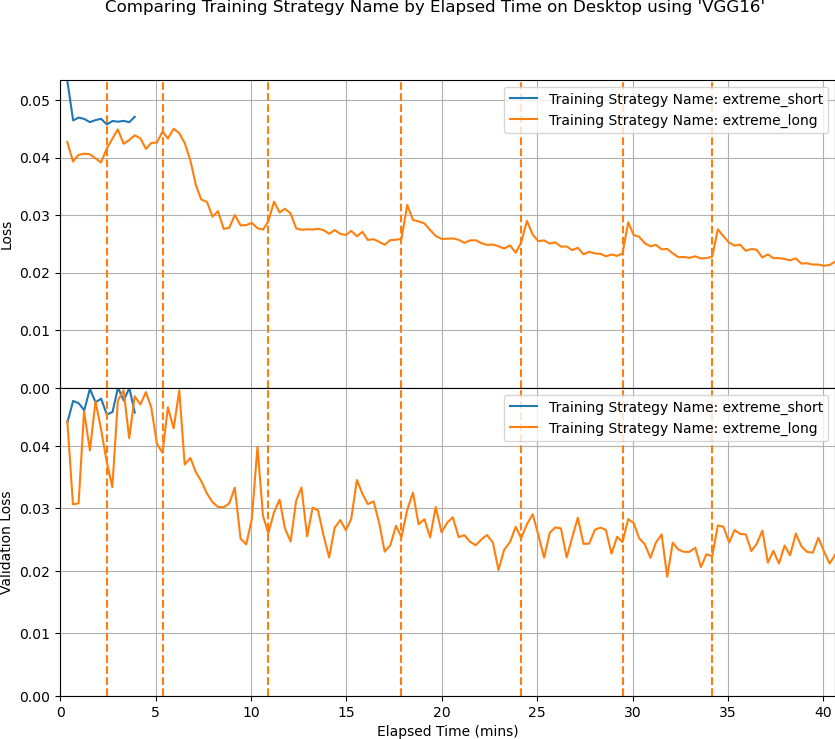 Comparing Training Strategy Name by Elapsed Time on Desktop using 'VGG16'
0.05
0.04
0.03
0.02
0.01
0.00
Loss
Training Strategy Name: extreme_short
Training Strategy Name: extreme_long
0.04
0.03
0.02
0.01
0.00
Validation Loss
Training Strategy Name: extreme_short
Training Strategy Name: extreme_long
0 5 10 15 20 25 30 35 40
Elapsed Time (mins)